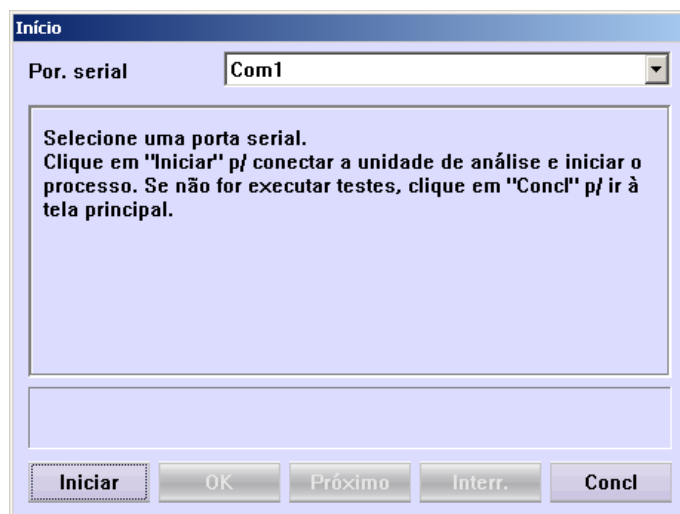 Início
Por. serial Com1
Selecione uma porta serial.
Clique em "Iniciar" p/ conectar a unidade de análise e iniciar o
processo. Se não for executar testes, clique em "Concl" p/ ir à
tela principal.
Iniciar OK Próximo Interr. Concl